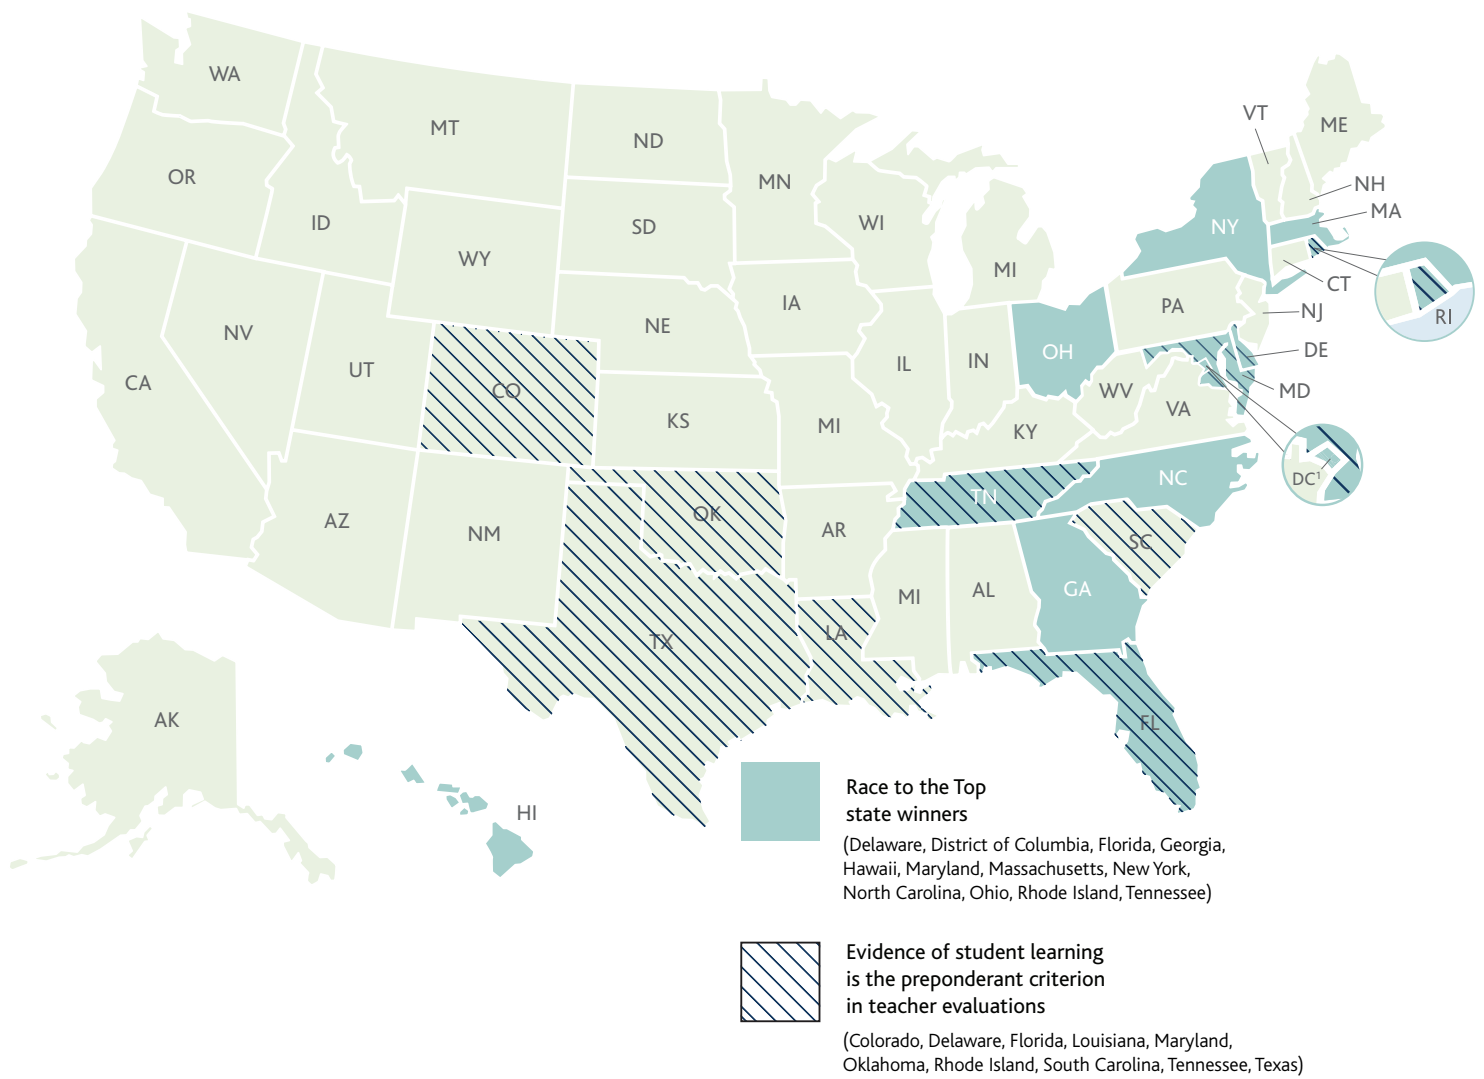 WA
MT
ND
MN
OR
ID
SD
WI
WY
MI
VT
ME
NH
MA
NY
CT
RI
NJ
PA
DE
MD
IA
NE
NV
UT
CO
CA
IL
IN
OH
WV
VA
KS
MI
KY
DC¹
NC
TN
OK
AR
AZ
NM
SC
MI
AL
GA
LA
TX
FL
AK
HI
Race to the Top
state winners
(Delaware, District of Columbia, Florida, Georgia,
Hawaii, Maryland, Massachusetts, New York,
North Carolina, Ohio, Rhode Island, Tennessee)
Evidence of student learning
is the preponderant criterion
in teacher evaluations
(Colorado, Delaware, Florida, Louisiana, Maryland,
Oklahoma, Rhode Island, South Carolina, Tennessee, Texas)